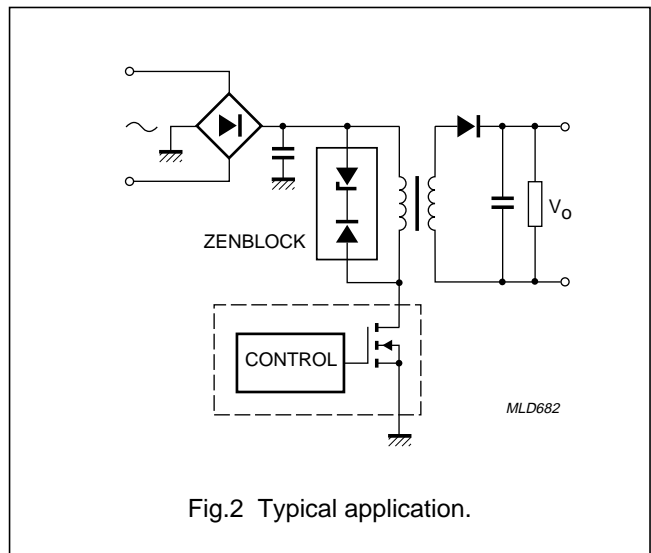 ZENBLOCK
V_O
CONTROL
MLD682
Fig.2 Typical application.